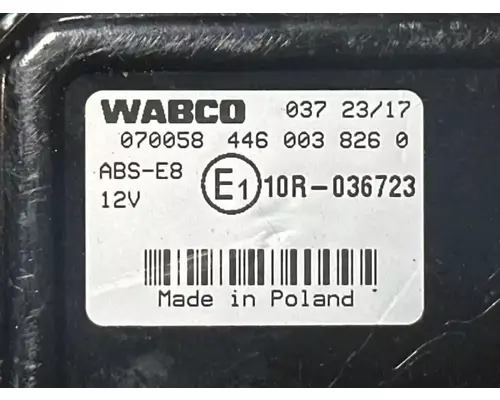 WABCO 037 23/17
070058 446 003 826 0
ABS-E8
12V
E1 10R-036723
Made in Poland